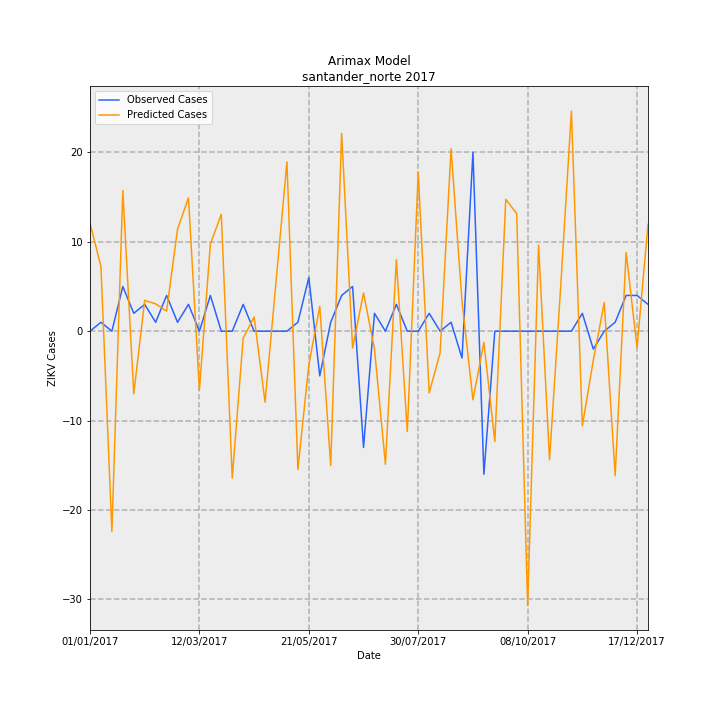 Arimax Model
santander_norte 2017
Observed Cases
Predicted Cases
20
10
0
−10
−20
−30
ZIKV Cases
01/01/2017
12/03/2017
21/05/2017
30/07/2017
08/10/2017
17/12/2017
Date